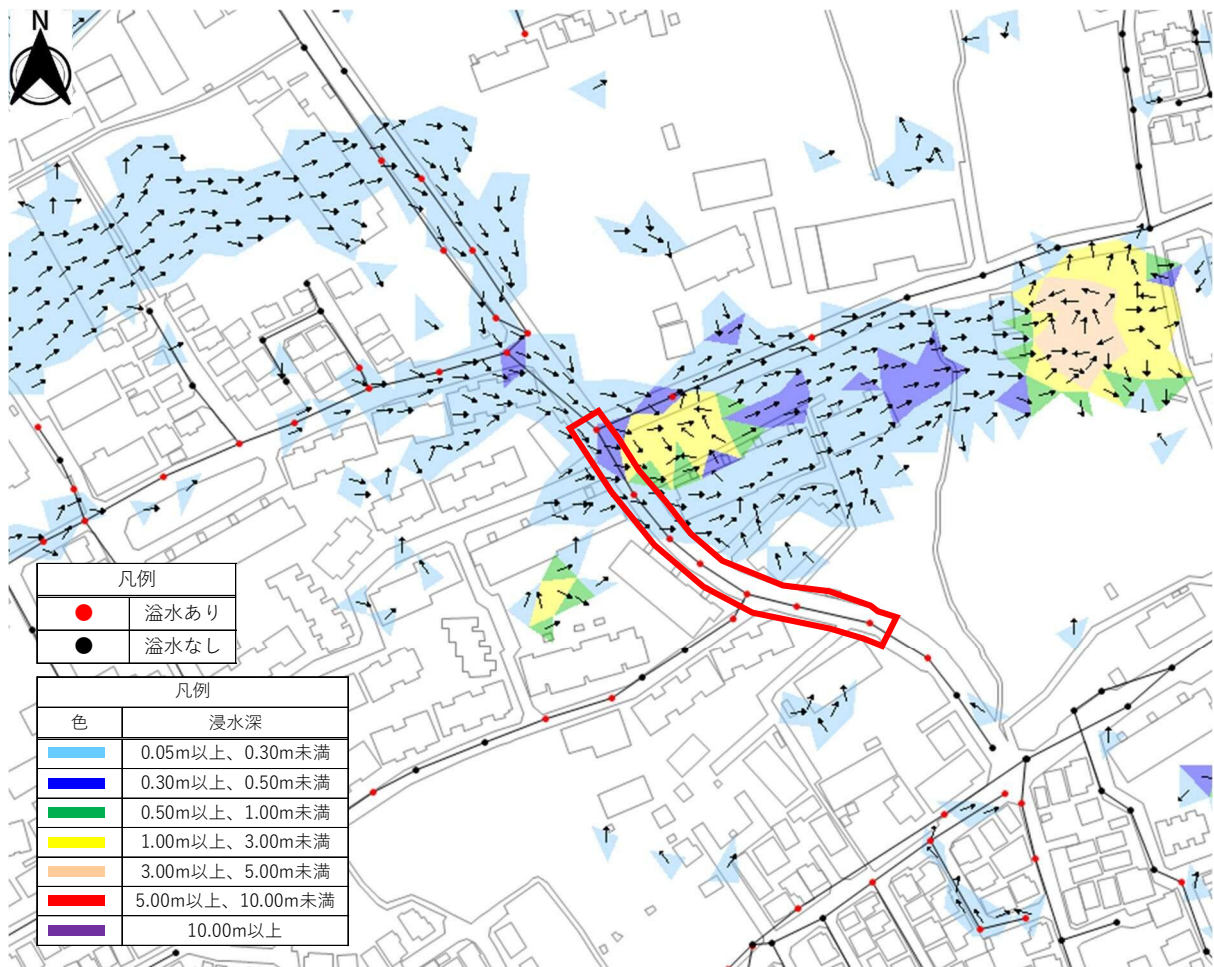 N
凡例
溢水あり
溢水なし
凡例
色 浸水深
0.05m以上、0.30m未満
0.30m以上、0.50m未満
0.50m以上、1.00m未満
1.00m以上、3.00m未満
3.00m以上、5.00m未満
5.00m以上、10.00m未満
10.00m以上